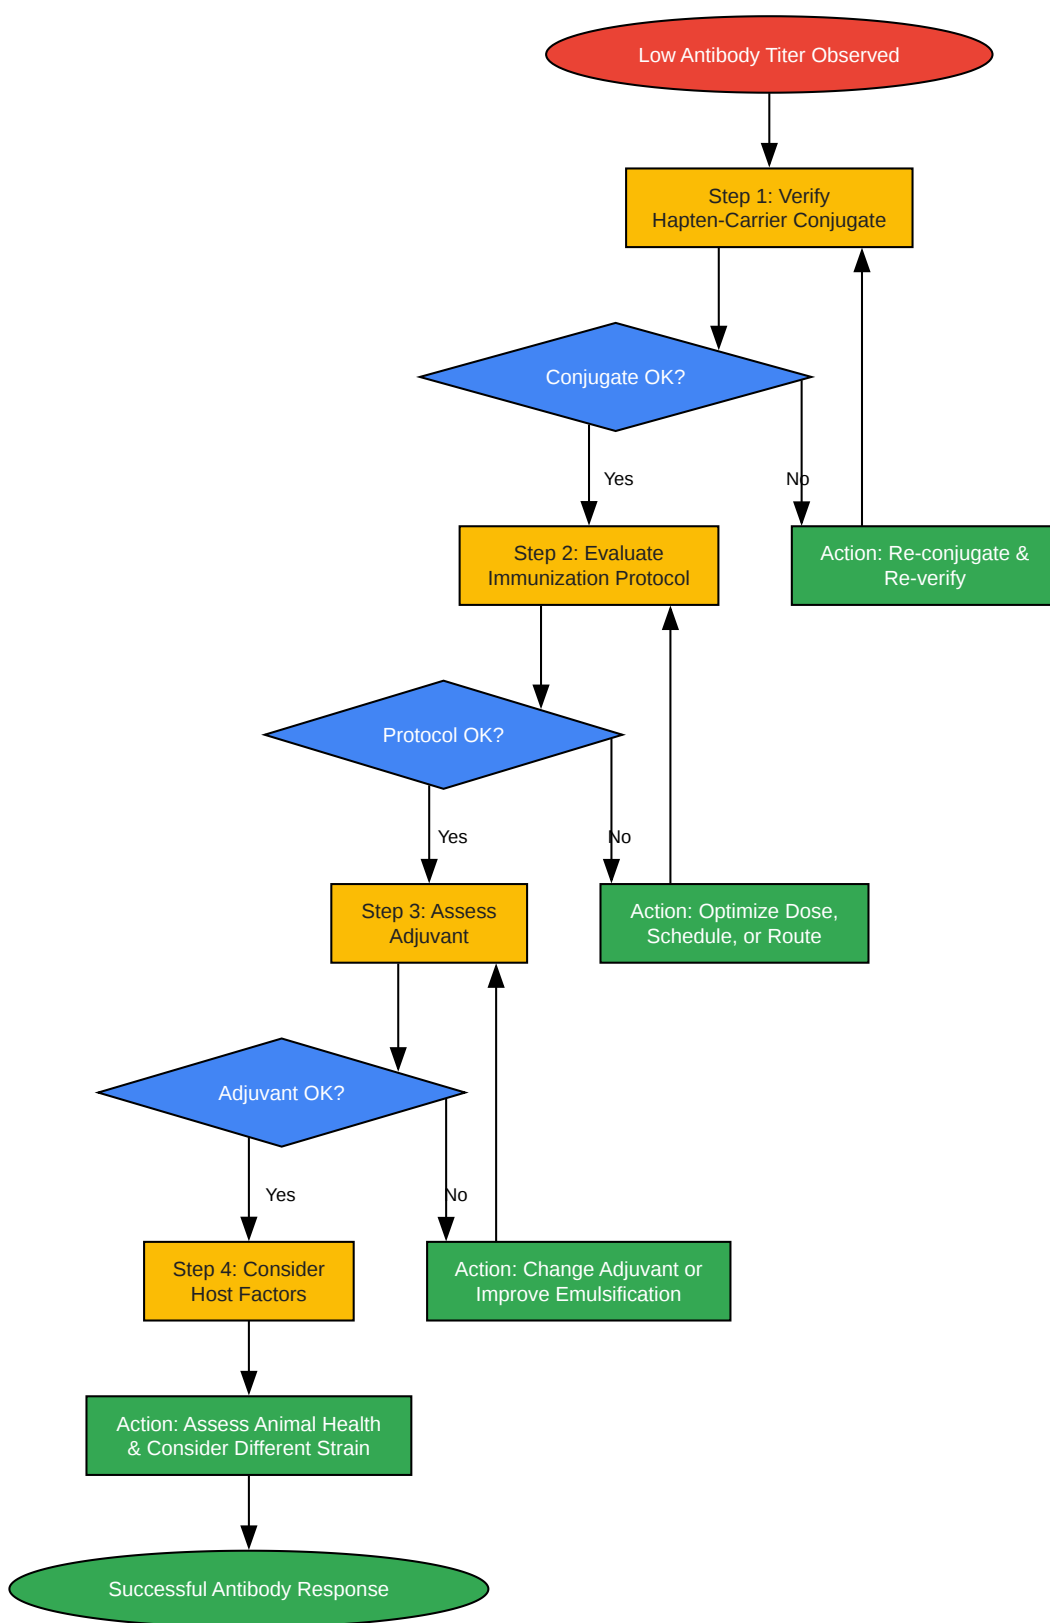 Low Antibody Titer Observed
Step 1: Verify
Hapten-Carrier Conjugate
Conjugate OK?
Yes
No
Step 2: Evaluate
Immunization Protocol
Action: Re-conjugate &
Re-verify
Protocol OK?
Yes
No
Step 3: Assess
Adjuvant
Action: Optimize Dose,
Schedule, or Route
Adjuvant OK?
Yes
No
Step 4: Consider
Host Factors
Action: Change Adjuvant or
Improve Emulsification
Action: Assess Animal Health
& Consider Different Strain
Successful Antibody Response